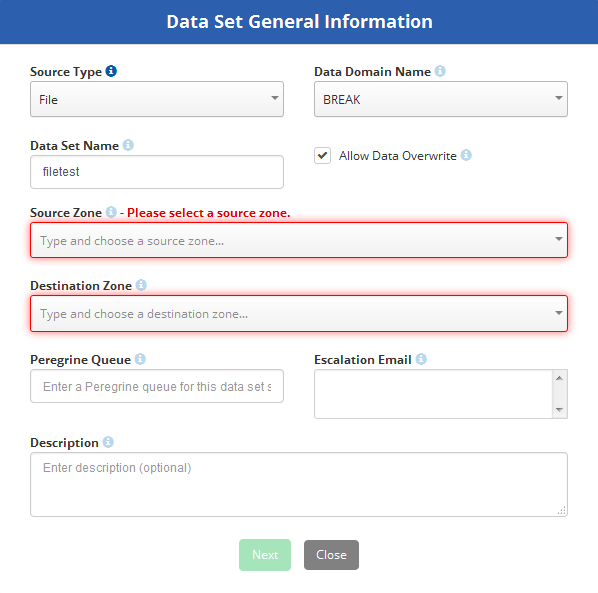 Data Set General Information
Source Type
Data Domain Name
File
BREAK
Data Set Name
Allow Data Overwrite
filetest
Source Zone - Please select a source zone.
Type and choose a source zone...
Destination Zone
Type and choose a destination zone...
Peregrine Queue
Escalation Email
Enter a Peregrine queue for this data set s
Description
Enter description (optional)
Next
Close